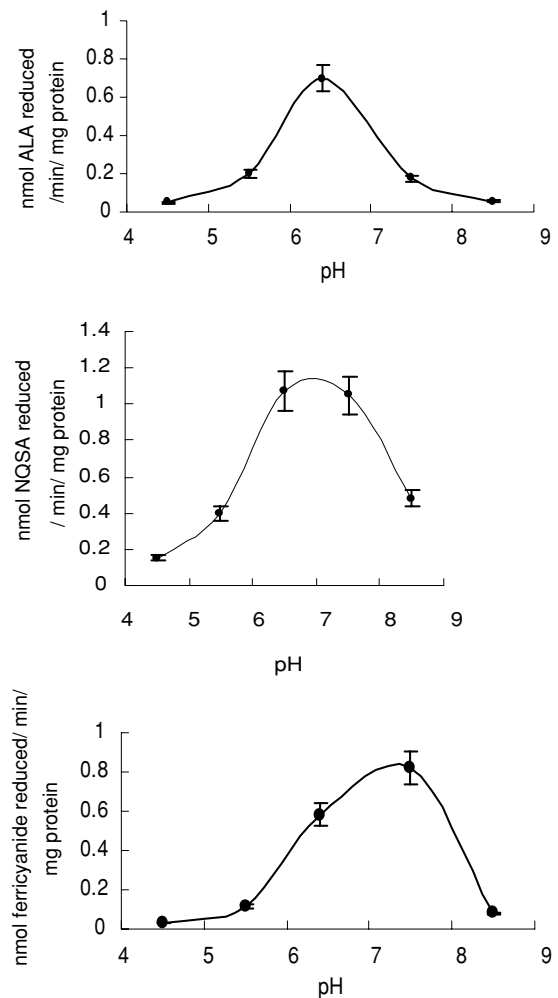 nmol ALA reduced
/min/ mg protein
1
0.8
0.6
0.4
0.2
0
4 5 6 7 8 9
pH
nmol NQSA reduced
/ min/ mg protein
1.4
1.2
1
0.8
0.6
0.4
0.2
0
4 5 6 7 8 9
pH
nmol ferricyanide reduced/ min/
mg protein
1
0.8
0.6
0.4
0.2
0
4 5 6 7 8 9
pH